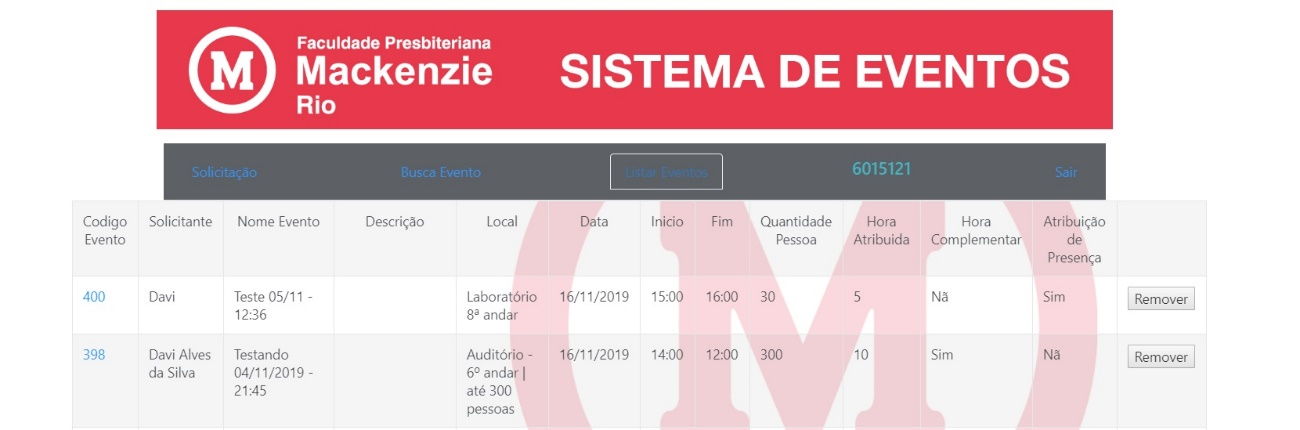 Faculdade Presbiteriana
Mackenzie
Rio
M
SISTEMA DE EVENTOS
Solicitação Busca Evento Listar Eventos 6015121 Sair
Codigo Evento Solicitante Nome Evento Descrição Local Data Inicio Fim Quantidade Pessoa Hora Atribuida Hora Complementar Atribuição de Presença
400 Davi Teste 05/11 - 12:36 Laboratório 8ª andar 16/11/2019 15:00 16:00 30 5 Nã Sim Remover
398 Davi Alves da Silva Testando 04/11/2019 - 21:45 Auditório - 6º andar | até 300 pessoas 16/11/2019 14:00 12:00 300 10 Sim Nã Remover